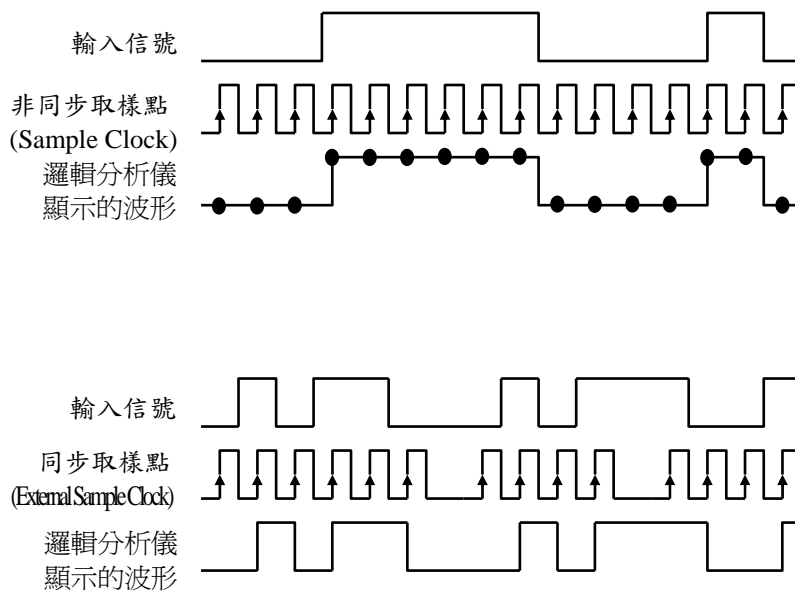 輸入信號
非同步取樣點
(Sample Clock)
邏輯分析儀
顯示的波形
輸入信號
同步取樣點
(External Sample Clock)
邏輯分析儀
顯示的波形